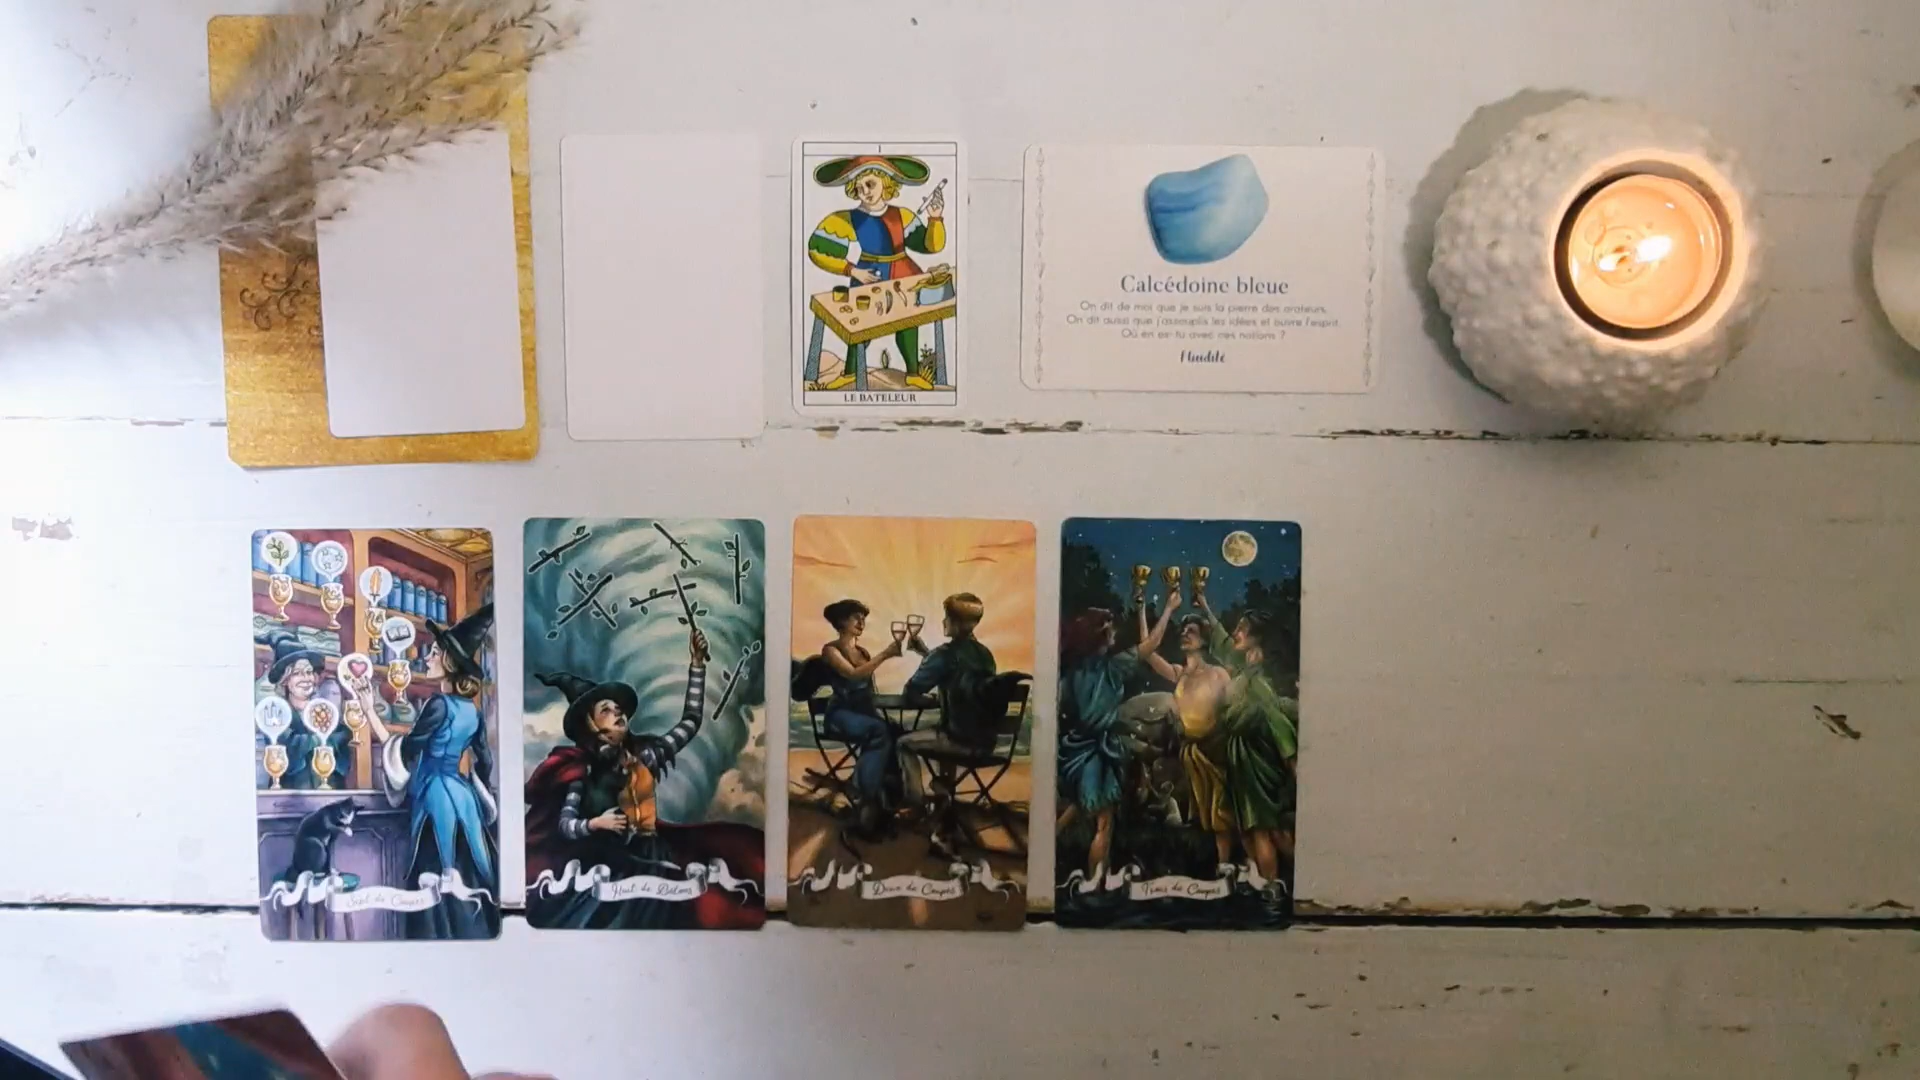 I
LE BATELEUR
Calcédoine bleue
On dit de moi que je suis la pierre des orateurs.
On dit aussi que j'assouplis les idées et ouvre l'esprit.
Où en es-tu avec ces notions ?
Fluidité
Sept de Coupes
Huit de Bâtons
Deux de Coupes
Trois de Coupes